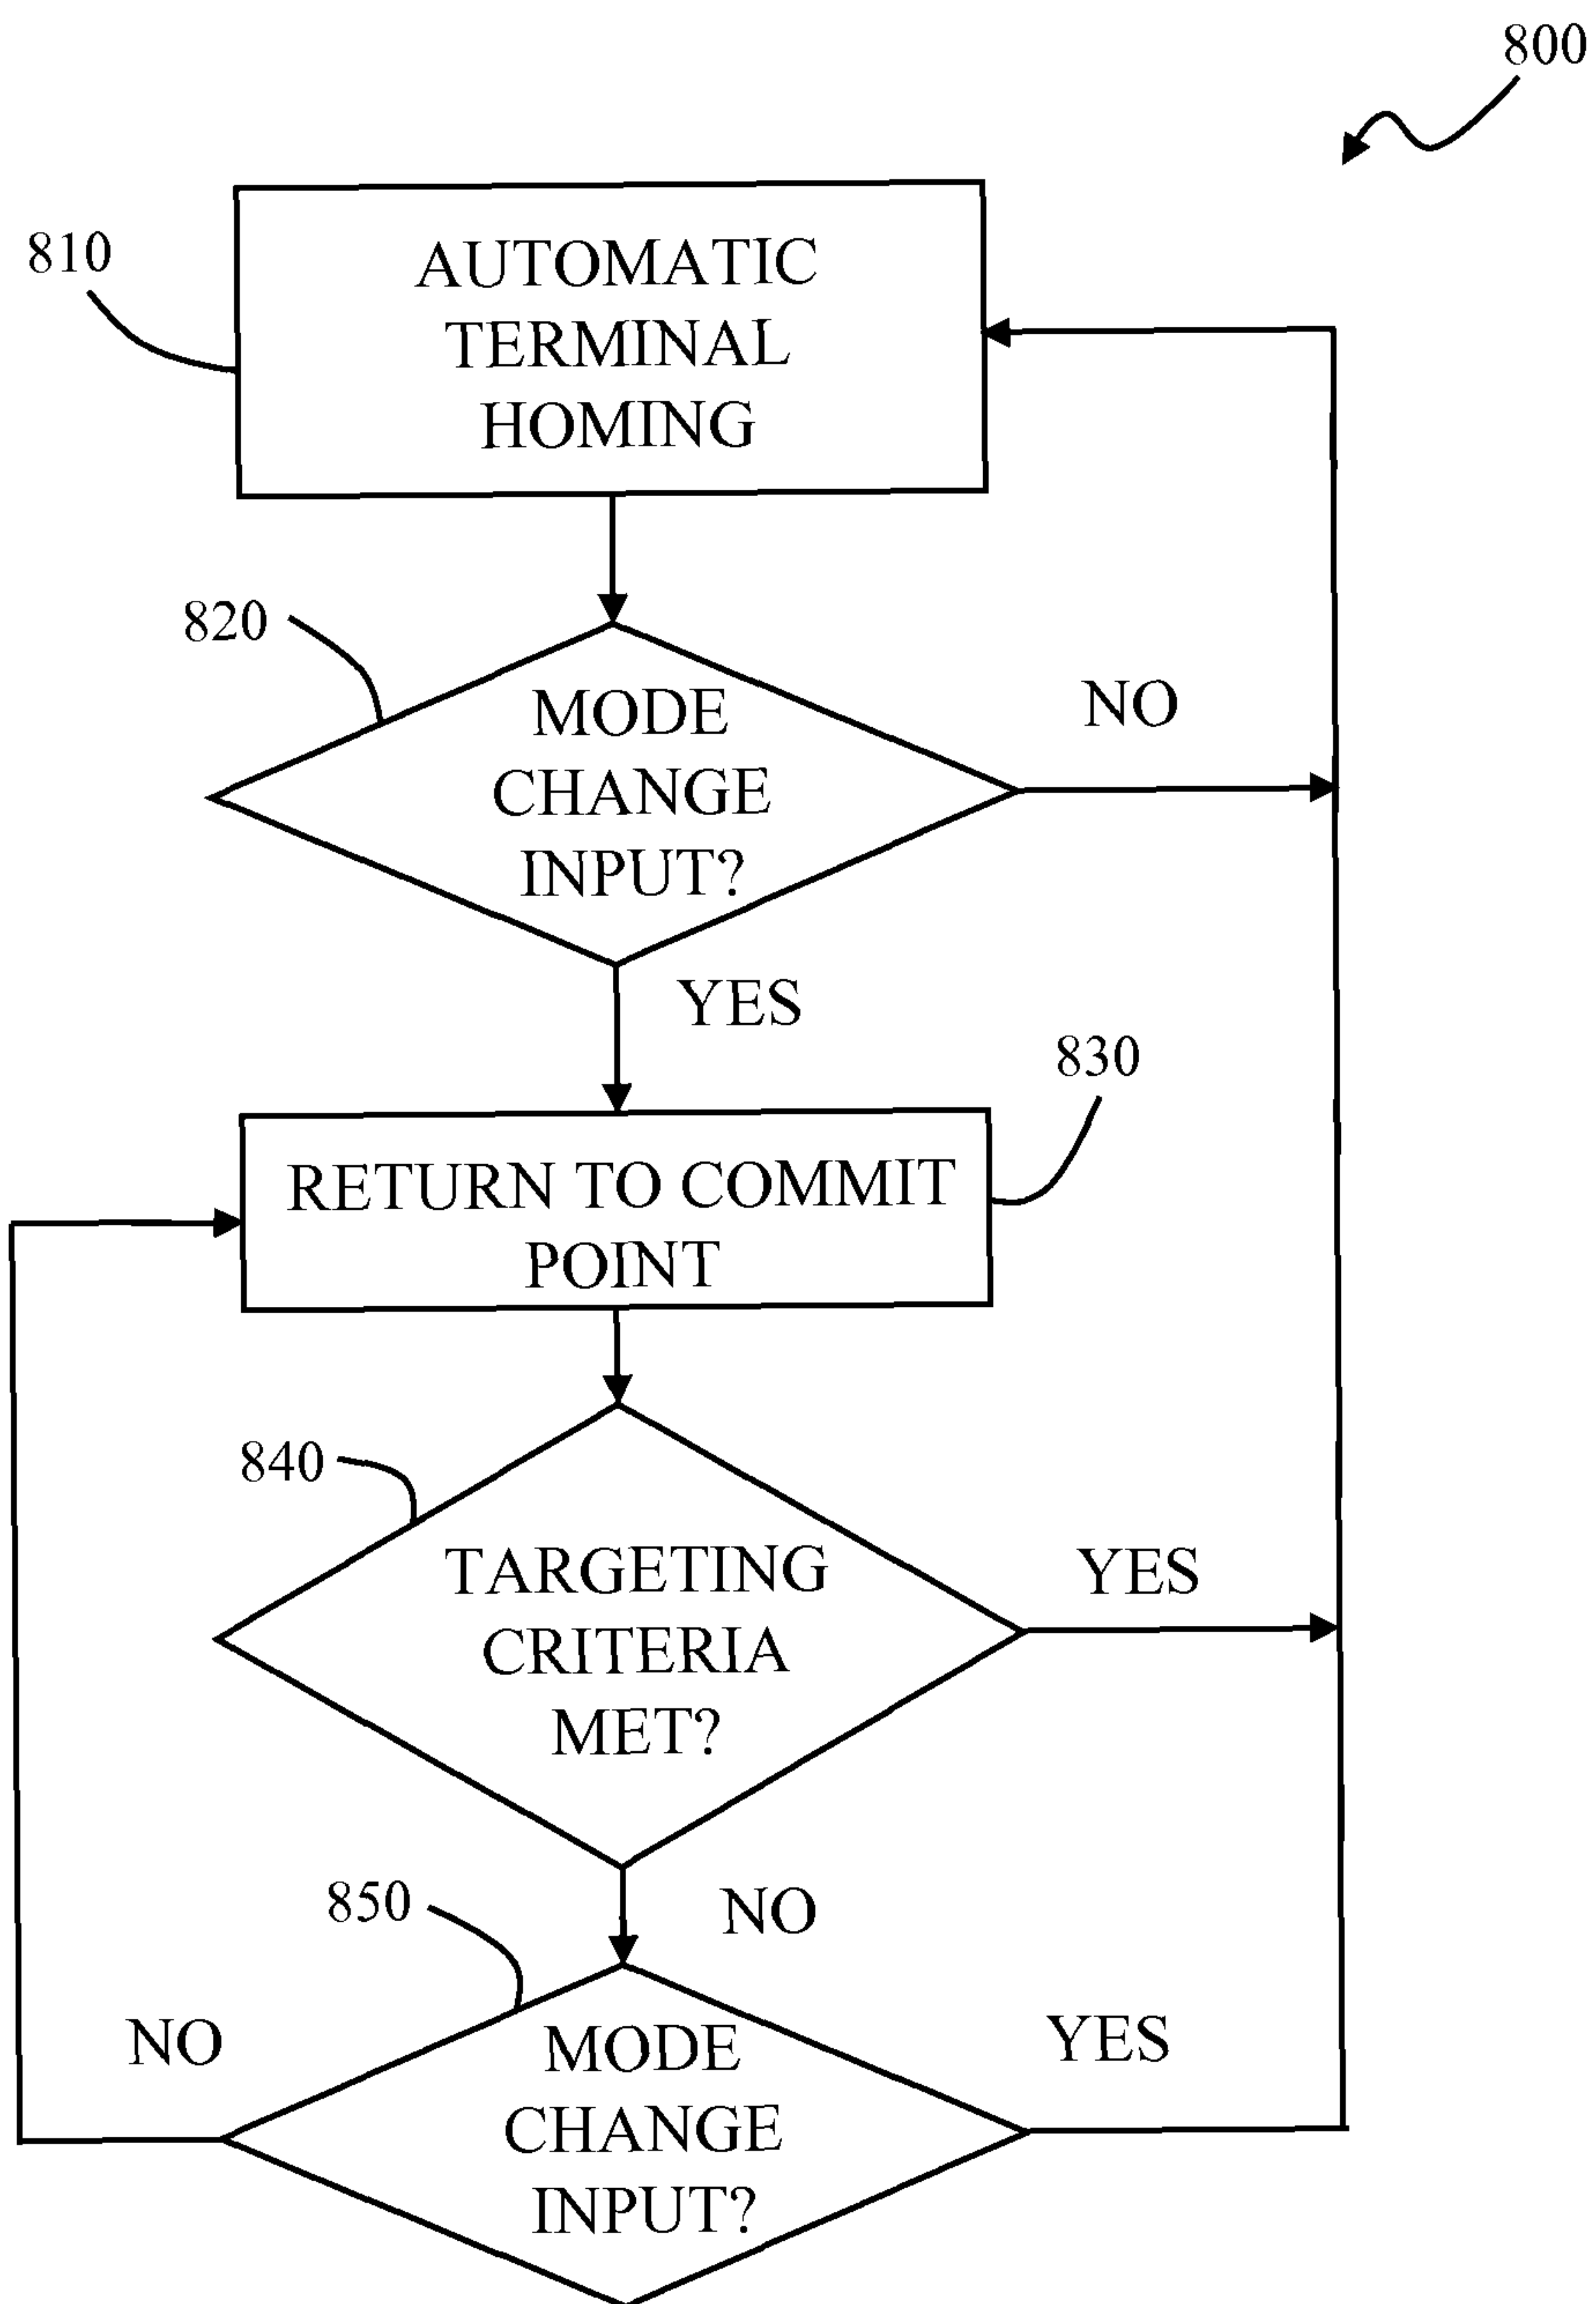 800
810
AUTOMATIC
TERMINAL
HOMING
820
MODE
CHANGE
INPUT?
NO
YES
830
RETURN TO COMMIT
POINT
840
TARGETING
CRITERIA
MET?
YES
850
NO
NO
MODE
CHANGE
INPUT?
YES